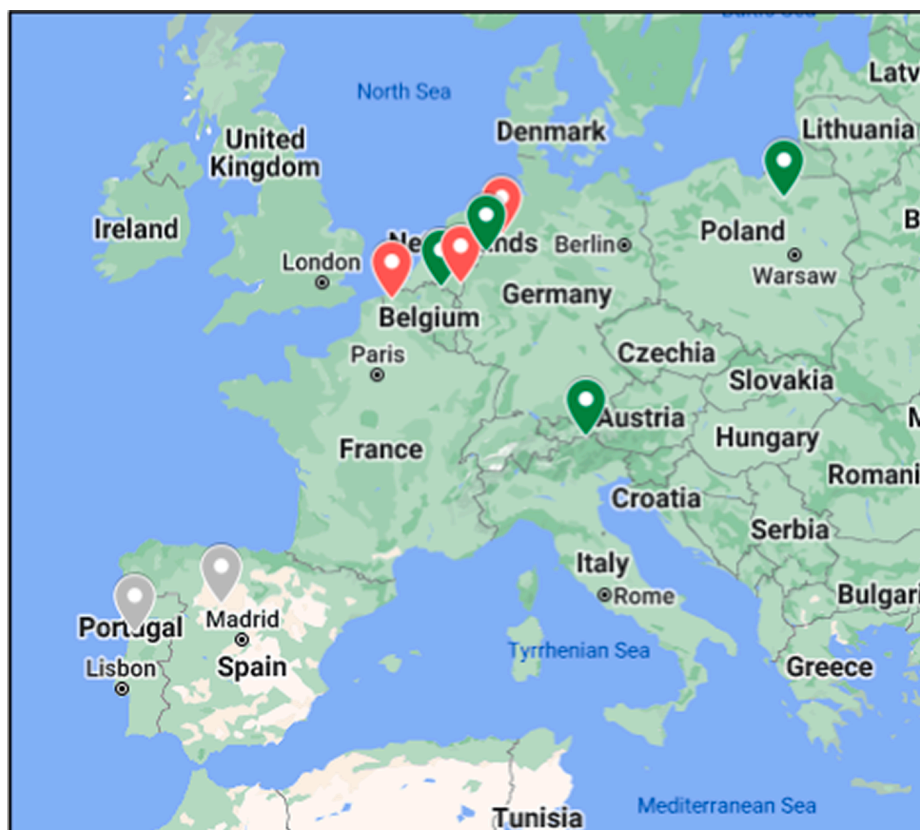 North Sea
Latv
Denmark
Lithuania
United
Kingdom
Ireland
Poland
B
Berlin
London
Warsaw
Germany
Belgium
Paris
Czechia
Slovakia
Austria
M
Hungary
France
Romani
Croatia
Serbia
Italy
Rome
Bulgari
Portugal
Madrid
Tyrrhenian Sea
Lisbon
Spain
Greece
Mediterranean Sea
Tunisia